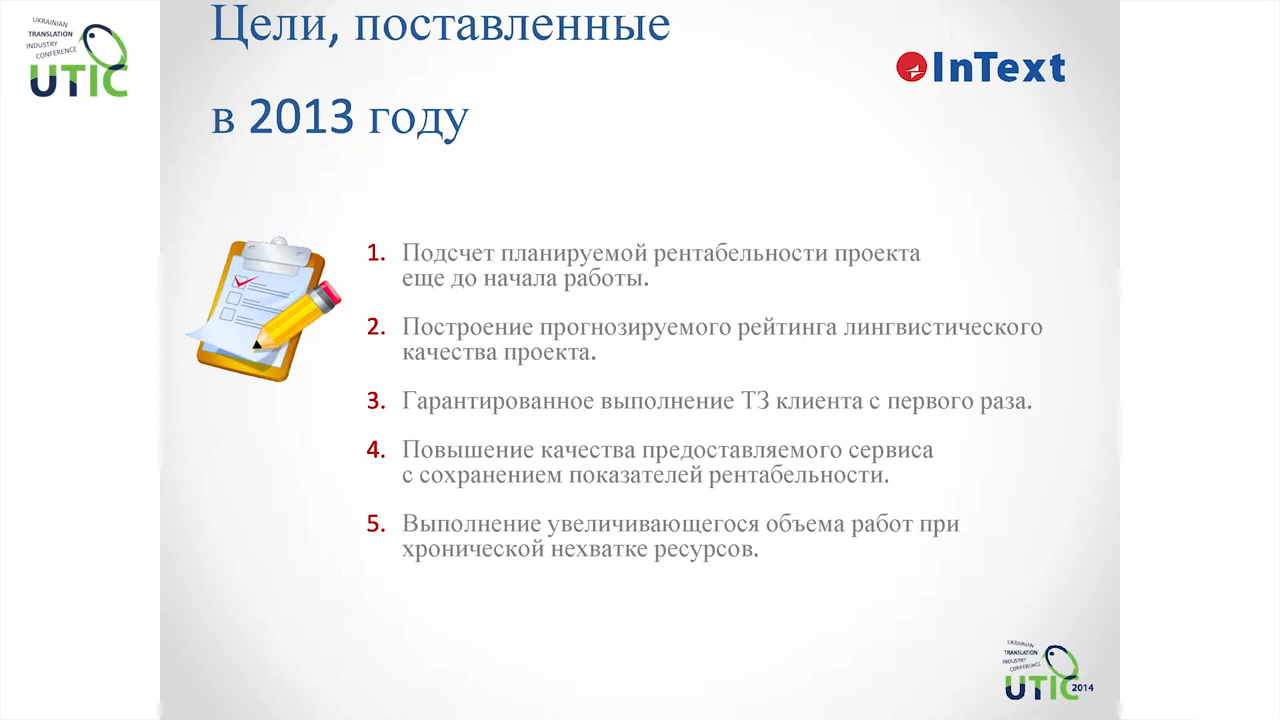 UKRAINIAN
TRANSLATION
INDUSTRY
CONFERENCE
UTIC
Цели, поставленные
в 2013 году
InText
1. Подсчет планируемой рентабельности проекта
еще до начала работы.
2. Построение прогнозируемого рейтинга лингвистического
качества проекта.
3. Гарантированное выполнение ТЗ клиента с первого раза.
4. Повышение качества предоставляемого сервиса
с сохранением показателей рентабельности.
5. Выполнение увеличивающегося объема работ при
хронической нехватке ресурсов.
UKRAINIAN
TRANSLATION
INDUSTRY
CONFERENCE
UTIC 2014